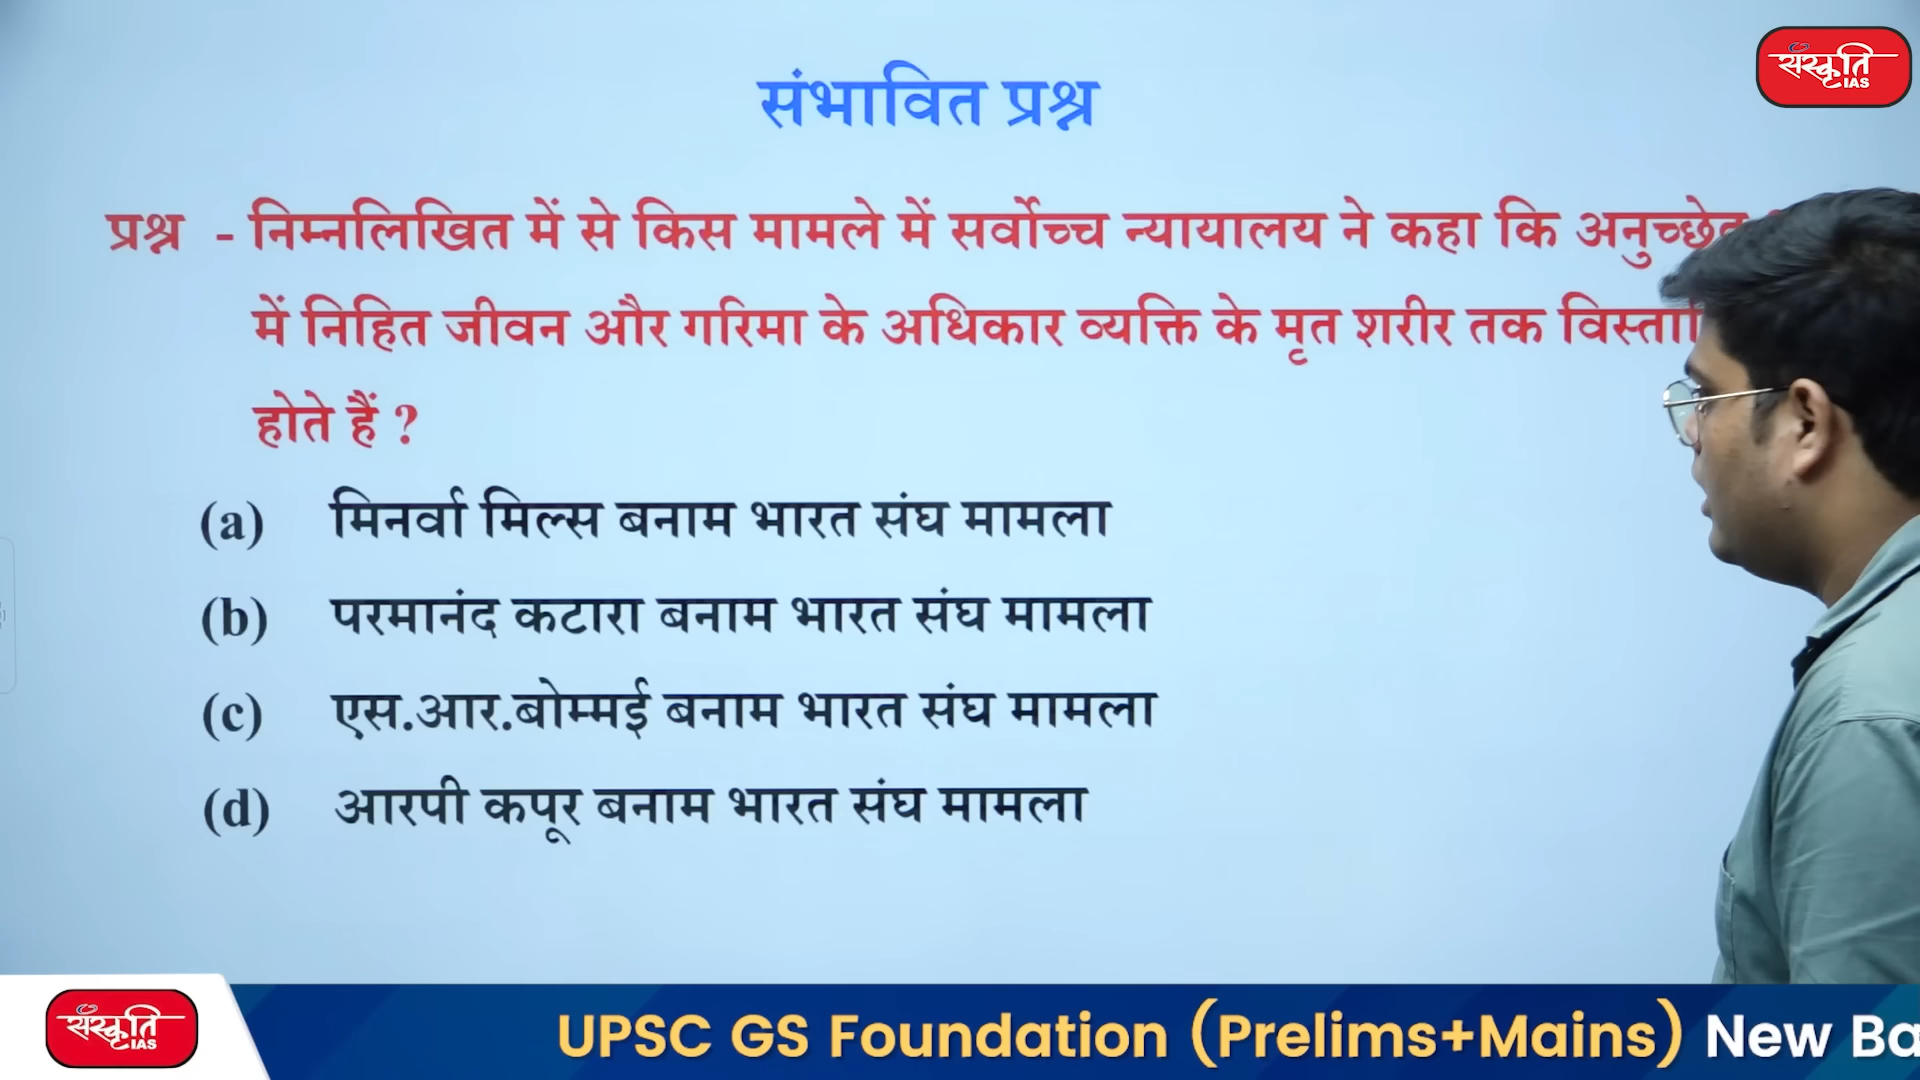 संस्कृति
IAS
संभावित प्रश्न
प्रश्न - निम्नलिखित में से किस मामले में सर्वोच्च न्यायालय ने कहा कि
में निहित जीवन और गरिमा के अधिकार व्यक्ति के मृत शरीर तक
होते हैं ?
(a) मिनर्वा मिल्स बनाम भारत संघ मामला
(b) परमानंद कटारा बनाम भारत संघ मामला
(c) एस.आर.बोम्मई बनाम भारत संघ मामला
(d) आरपी कपूर बनाम भारत संघ मामला
संस्कृति
IAS
UPSC GS Foundation (Prelims+Mains) New Ba